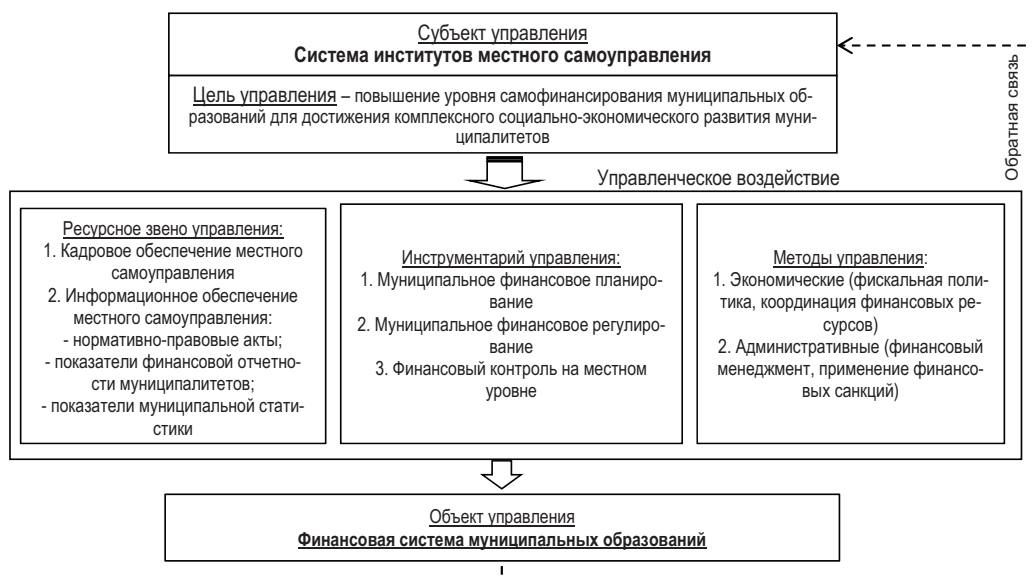 Субъект управления
Система институтов местного самоуправления
Цель управления – повышение уровня самофинансирования муниципальных об-
разований для достижения комплексного социально-экономического развития муни-
ципалитетов
Обратная связь
Управленческое воздействие
Ресурсное звено управления:
1. Кадровое обеспечение местного
самоуправления
2. Информационное обеспечение
местного самоуправления:
- нормативно-правовые акты;
- показатели финансовой отчетно-
сти муниципалитетов;
- показатели муниципальной стати-
стики
Инструментарий управления:
1. Муниципальное финансовое планиро-
вание
2. Муниципальное финансовое регулиро-
вание
3. Финансовый контроль на местном
уровне
Методы управления:
1. Экономические (фискальная поли-
тика, координация финансовых ре-
сурсов)
2. Административные (финансовый
менеджмент, применение финансо-
вых санкций)
Объект управления
Финансовая система муниципальных образований